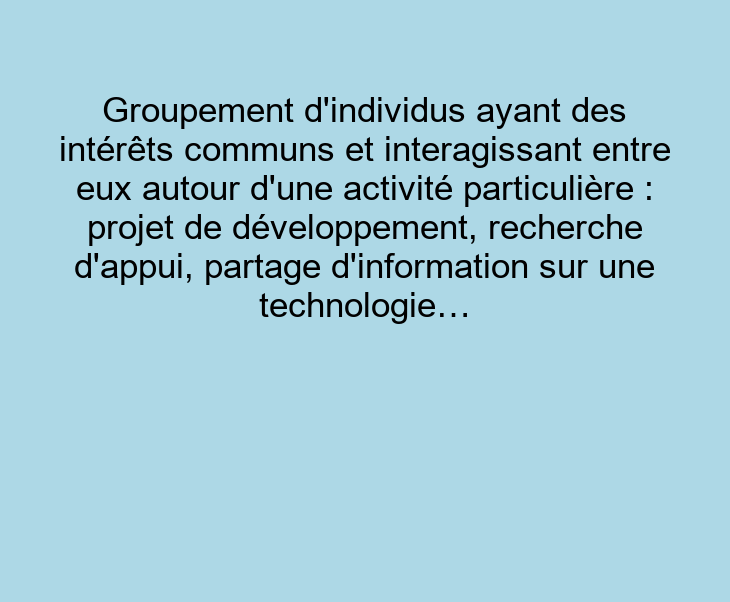 Groupement d'individus ayant des
intérêts communs et interagissant entre
eux autour d'une activité particulière :
projet de développement, recherche
d'appui, partage d'information sur une
technologie…